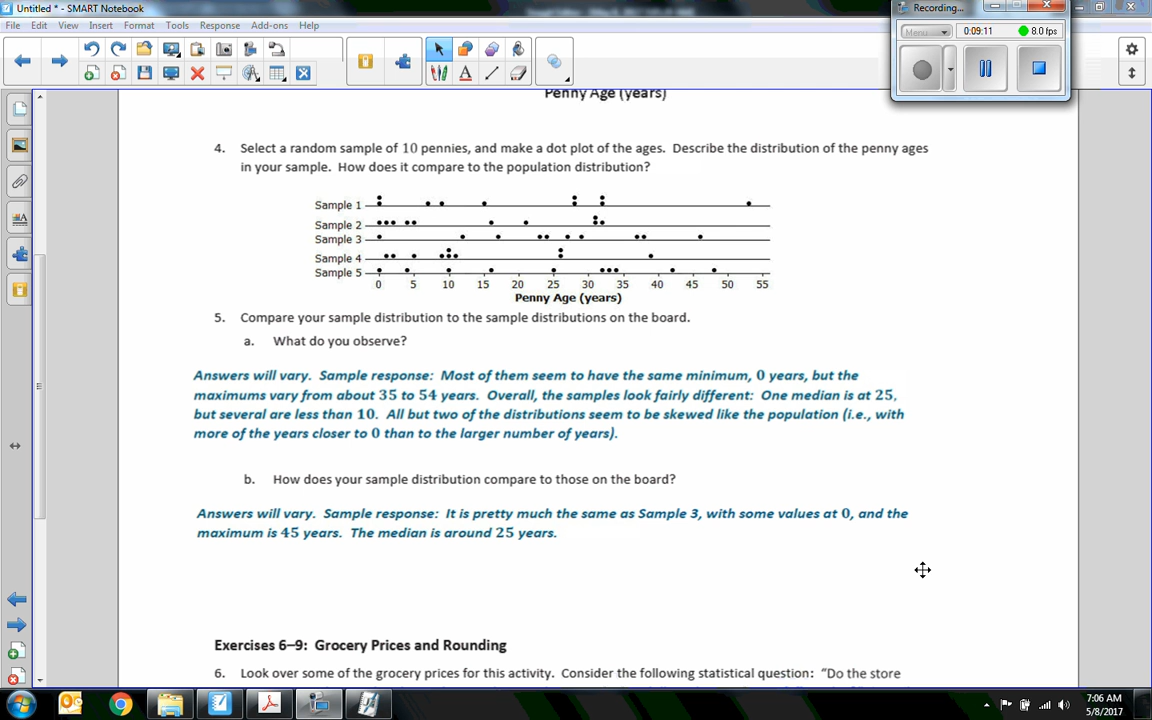 Untitled * - SMART Notebook
Recording...
File Edit View Insert Format Tools Response Add-ons Help
Menu 0:09:11 8.0 fps
Penny Age (years)
4. Select a random sample of 10 pennies, and make a dot plot of the ages. Describe the distribution of the penny ages
in your sample. How does it compare to the population distribution?
Sample 1
Sample 2
Sample 3
Sample 4
Sample 5
0 5 10 15 20 25 30 35 40 45 50 55
Penny Age (years)
5. Compare your sample distribution to the sample distributions on the board.
a. What do you observe?
Answers will vary. Sample response: Most of them seem to have the same minimum, 0 years, but the
maximums vary from about 35 to 54 years. Overall, the samples look fairly different: One median is at 25,
but several are less than 10. All but two of the distributions seem to be skewed like the population (i.e., with
more of the years closer to 0 than to the larger number of years).
b. How does your sample distribution compare to those on the board?
Answers will vary. Sample response: It is pretty much the same as Sample 3, with some values at 0, and the
maximum is 45 years. The median is around 25 years.
Exercises 6–9: Grocery Prices and Rounding
6. Look over some of the grocery prices for this activity. Consider the following statistical question: “Do the store
7:06 AM
5/8/2017